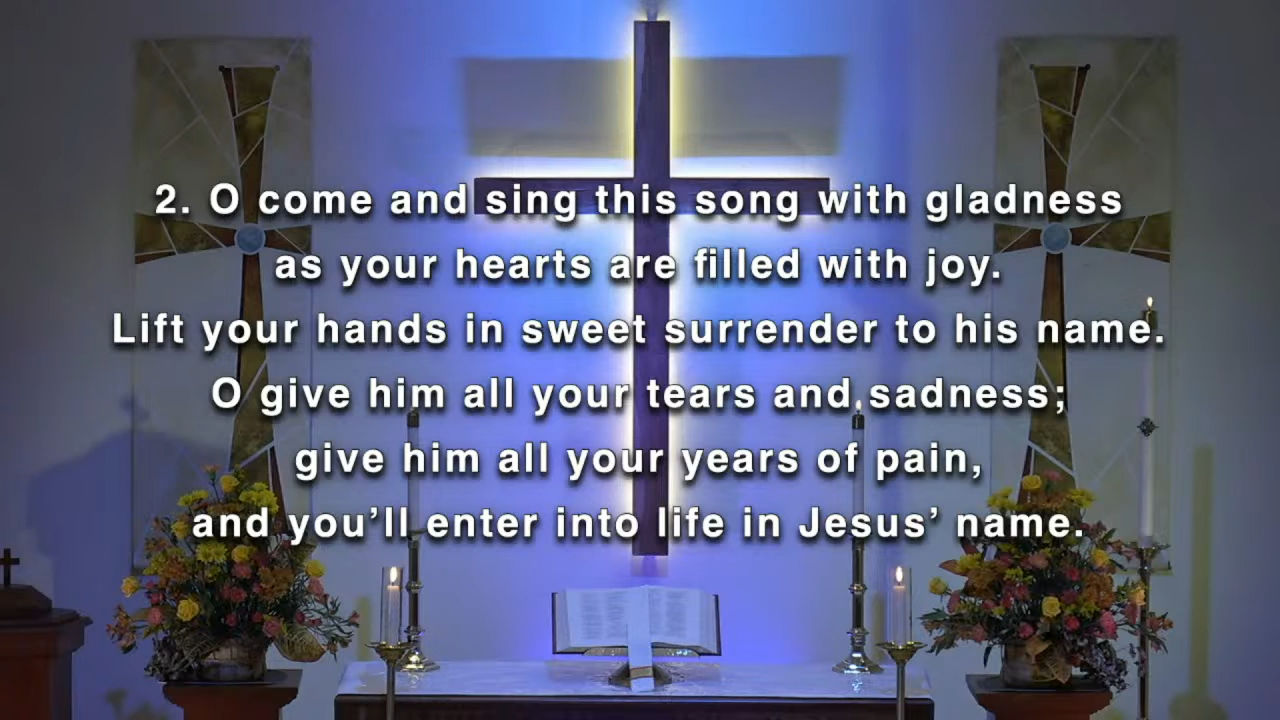 2. O come and sing this song with gladness
as your hearts are filled with joy.
Lift your hands in sweet surrender to his name.
O give him all your tears and sadness;
give him all your years of pain,
and you’ll enter into life in Jesus’ name.